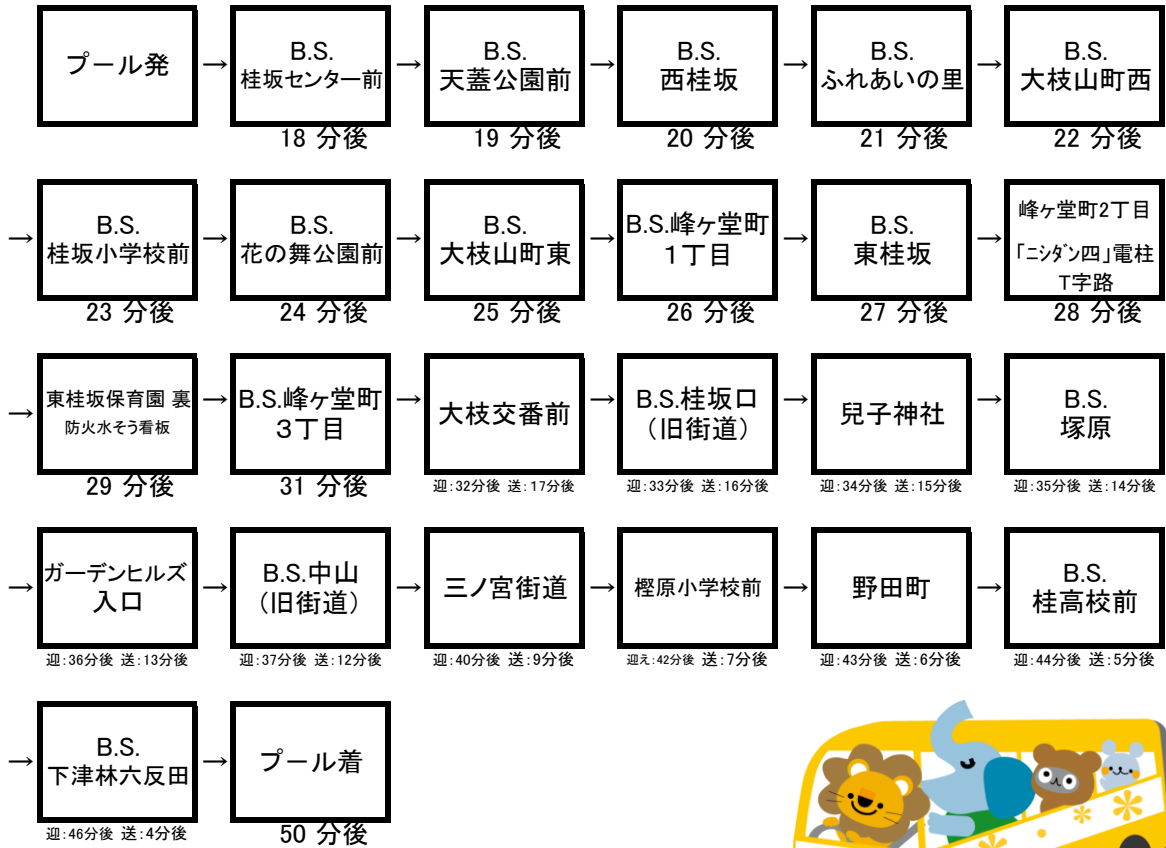 プール発
→
B.S.
桂坂センター前
→
B.S.
天蓋公園前
→
B.S.
西桂坂
→
B.S.
ふれあいの里
→
B.S.
大枝山町西
18 分後
19 分後
20 分後
21 分後
22 分後
→
B.S.
桂坂小学校前
→
B.S.
花の舞公園前
→
B.S.
大枝山町東
→
B.S.峰ヶ堂町
1丁目
→
B.S.
東桂坂
→
峰ヶ堂町2丁目
「ニシダン四」電柱
T字路
23 分後
24 分後
25 分後
26 分後
27 分後
28 分後
→
東桂坂保育園 裏
防火水そう看板
→
B.S.峰ヶ堂町
3丁目
→
大枝交番前
→
B.S.桂坂口
(旧街道)
→
兒子神社
→
B.S.
塚原
29 分後
31 分後
迎:32分後 送:17分後
迎:33分後 送:16分後
迎:34分後 送:15分後
迎:35分後 送:14分後
→
ガーデンヒルズ
入口
→
B.S.中山
(旧街道)
→
三ノ宮街道
→
樫原小学校前
→
野田町
→
B.S.
桂高校前
迎:36分後 送:13分後
迎:37分後 送:12分後
迎:40分後 送:9分後
迎え:42分後 送:7分後
迎:43分後 送:6分後
迎:44分後 送:5分後
→
B.S.
下津林六反田
→
プール着
迎:46分後 送:4分後
50 分後